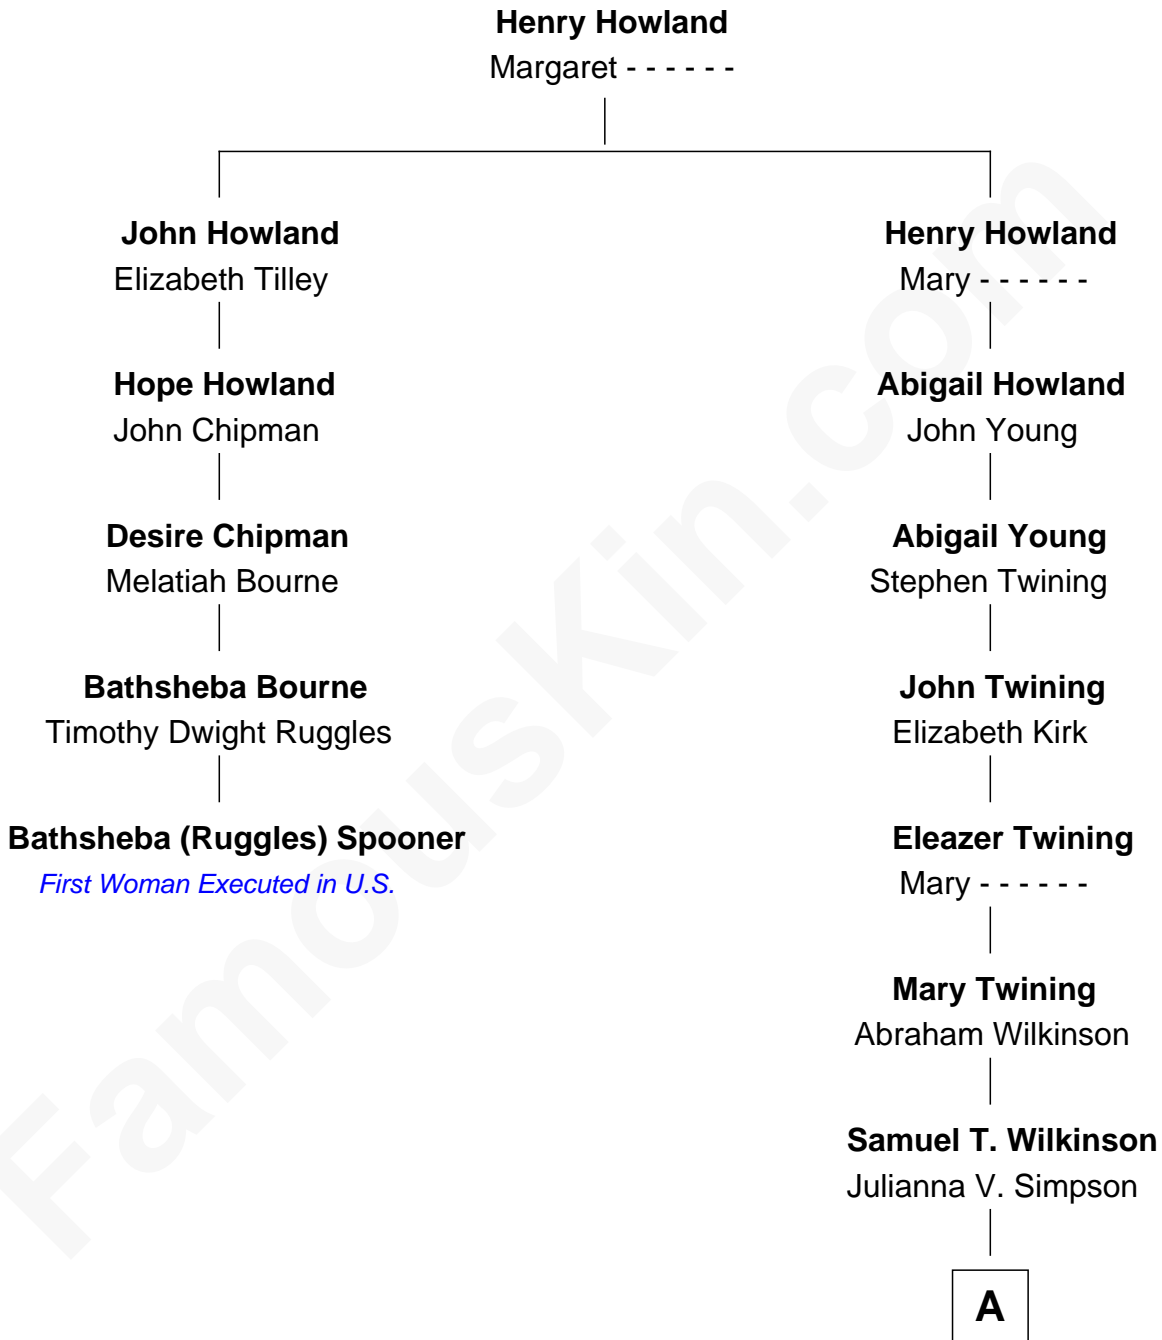 Henry Howland
Margaret - - - - - -
John Howland
Elizabeth Tilley
Henry Howland
Mary - - - - - -
Hope Howland
John Chipman
Abigail Howland
John Young
Desire Chipman
Melatiah Bourne
Abigail Young
Stephen Twining
Bathsheba Bourne
Timothy Dwight Ruggles
John Twining
Elizabeth Kirk
Bathsheba (Ruggles) Spooner
First Woman Executed in U.S.
Eleazer Twining
Mary - - - - - -
Mary Twining
Abraham Wilkinson
Samuel T. Wilkinson
Julianna V. Simpson
A
FamousKin.com